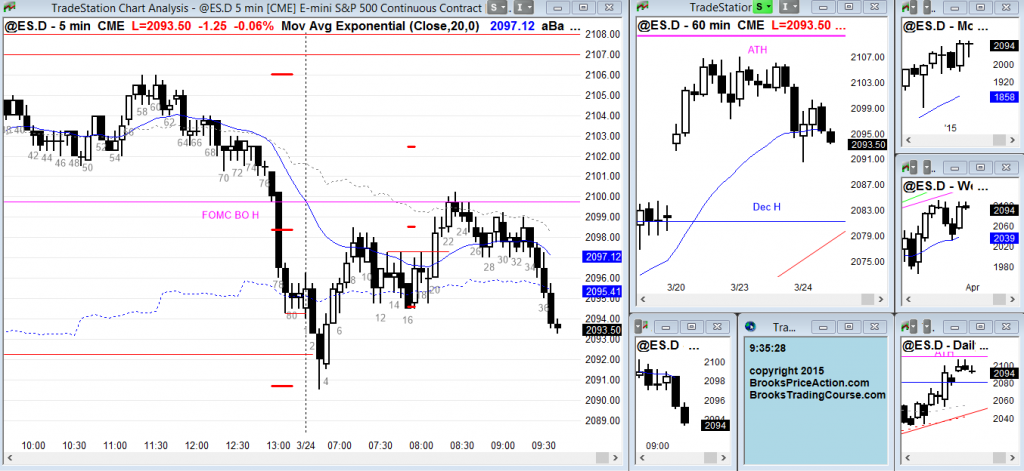 TradeStation Chart Analysis - @ES.D 5 min [CME] E-mini S&P 500 Continuous Contract
S
I
@ES.D - 5 min CME L=2093.50 -1.25 -0.06% Mov Avg Exponential (Close,20,0) 2097.12 aBa
2108.00
2107.00
2106.00
2105.00
2104.00
2103.00
2102.00
2101.00
2100.00
2099.00
2098.00
2097.12
2096.00
2095.41
2095.00
2094.00
2093.50
2093.00
2092.00
2091.00
2090.00
2089.00
42 44 46 48 50 52 54 56 58 60 62 64 66 68 70 72 74 76 78 80
2 4 6 12 14 16 18 20 22 24 26 28 30 32 34 36
FOMC BO H
10:00 10:30 11:00 11:30 12:00 12:30 13:00 3/24 07:00 07:30 08:00 08:30 09:00 09:30
TradeStation
S
I
@ES.D - 60 min CME L=2093.50 ...
ATH
Dec H
2107.00
2103.00
2099.00
2095.00
2093.50
2091.00
2087.00
2083.00
2079.00
2075.00
3/20 3/23 3/24
@ES.D - Mo ...
2094
2000
1920
1858
'15
@ES.D - We ...
2094
2060
2039
1980
Apr
@ES.D ...
2100
2098
2096
2094
2094
09:00
Tra...
9:35:28
copyright 2015
BrooksPriceAction.com
BrooksTradingCourse.com
@ES.D - Dail ...
ATH
2100
2094
2080
2060
2040